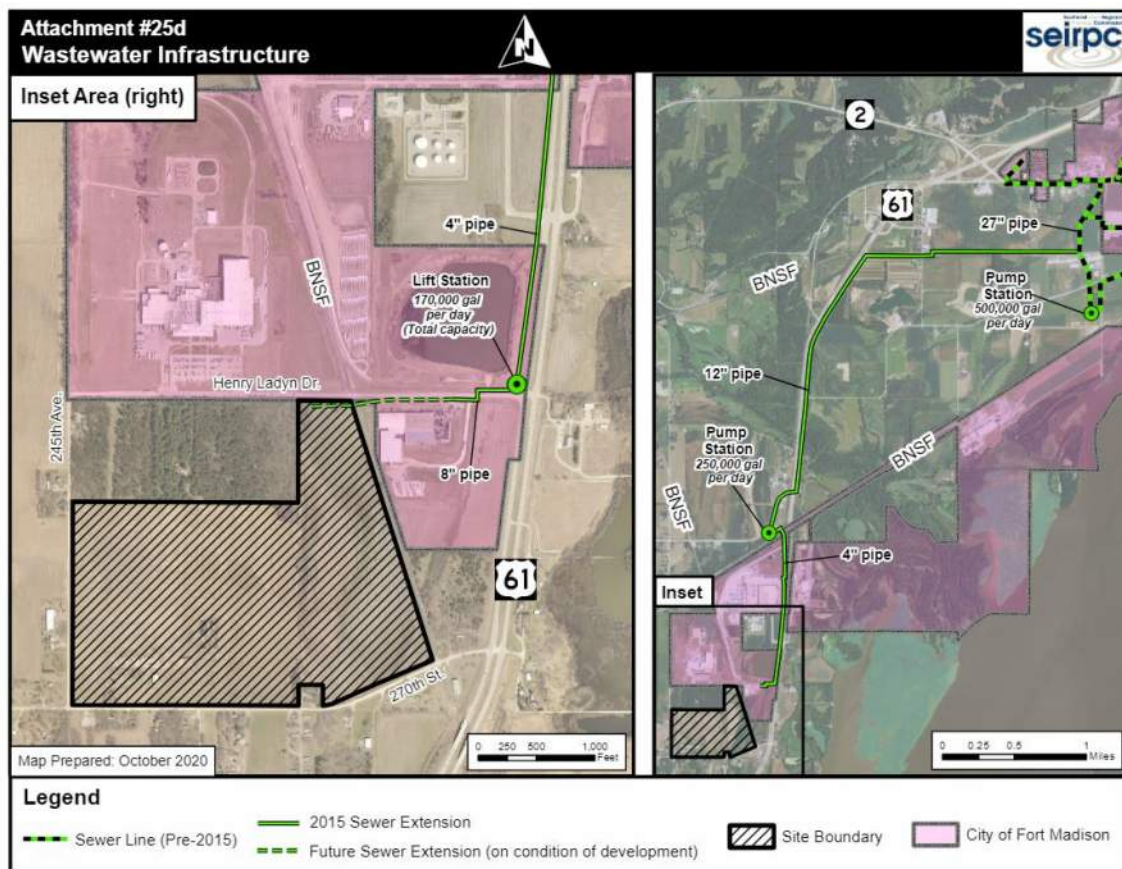 Attachment #25d
Wastewater Infrastructure
N
seirpc
Inset Area (right)
4" pipe
BNSF
Lift Station
170,000 gal
per day
(Total capacity)
Henry Ladyn Dr.
245th Ave.
8" pipe
61
270th St.
Map Prepared: October 2020
0 250 500 1,000
Feet
2
61
27" pipe
BNSF
Pump
Station
500,000 gal
per day
12" pipe
Pump
Station
250,000 gal
per day
BNSF
BNSF
4" pipe
Inset
0 0.25 0.5 1
Miles
Legend
Sewer Line (Pre-2015)
2015 Sewer Extension
Future Sewer Extension (on condition of development)
Site Boundary
City of Fort Madison